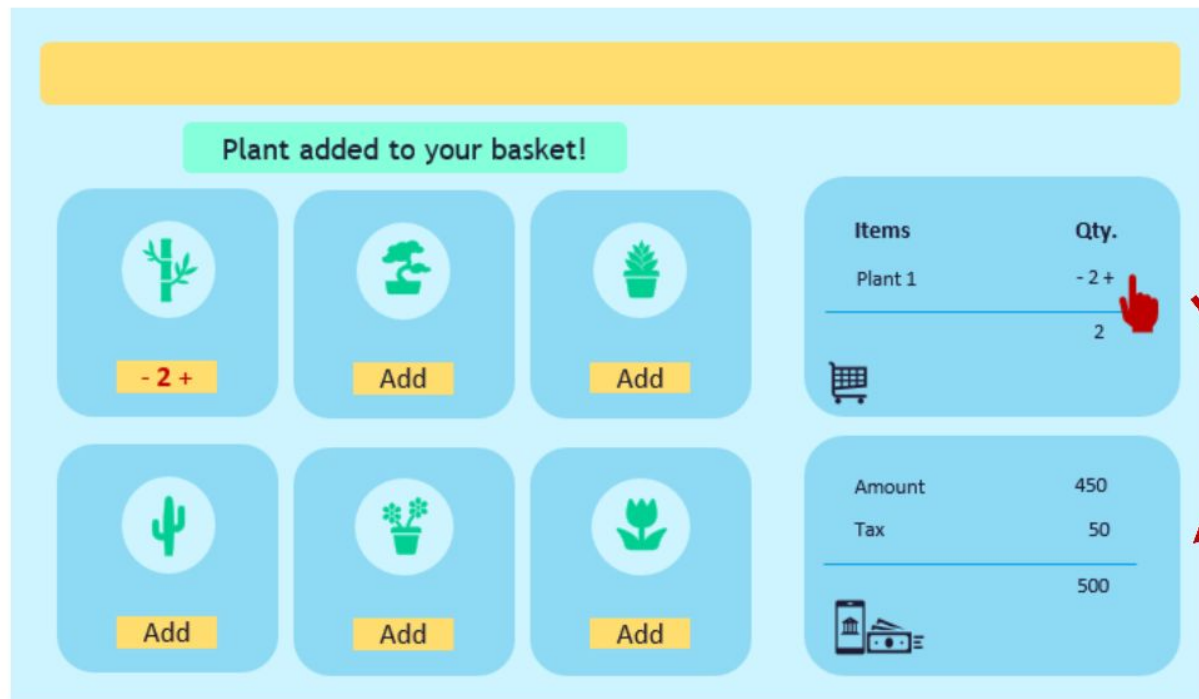 Plant added to your basket!
- 2 +
Add
Add
Add
Add
Add
Items Qty.
Plant 1 - 2 +
2
Amount 450
Tax 50
500